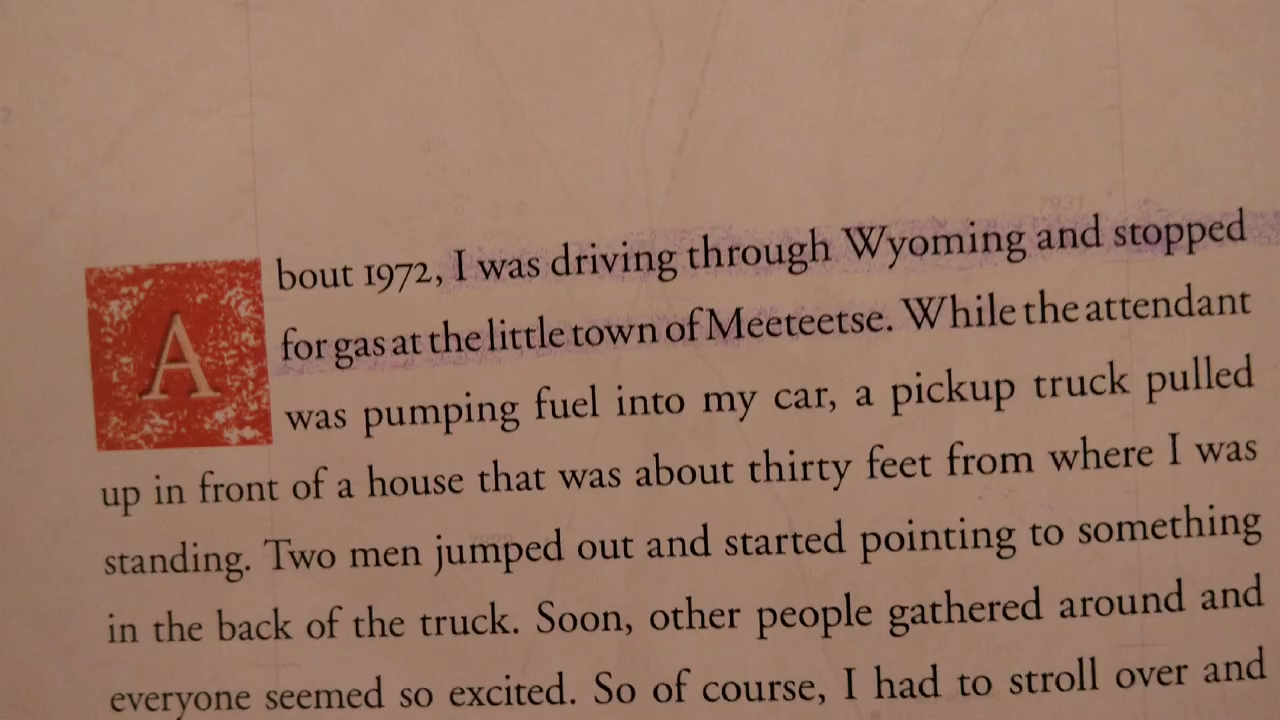 About 1972, I was driving through Wyoming and stopped
for gas at the little town of Meeteetse. While the attendant
was pumping fuel into my car, a pickup truck pulled
up in front of a house that was about thirty feet from where I was
standing. Two men jumped out and started pointing to something
in the back of the truck. Soon, other people gathered around and
everyone seemed so excited. So of course, I had to stroll over and